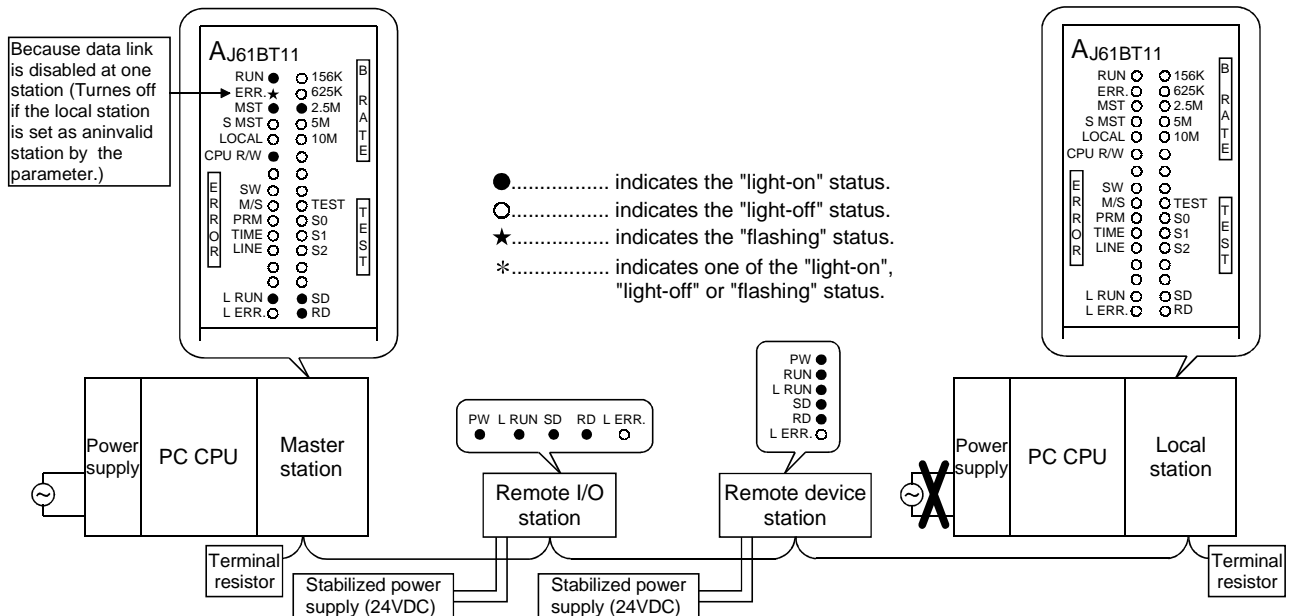 Because data link
is disabled at one
station (Turnes off
if the local station
is set as aninvalid
station by the
parameter.)
AJ61BT11
RUN ● ○ 156K
ERR. ★ ○ 625K
MST ● ● 2.5M
S MST ○ ○ 5M
LOCAL ○ ○ 10M
CPU R/W ● ○
B RATE
ERROR
SW ○ ○
M/S ○ ○ TEST
PRM ○ ○ S0
TIME ○ ○ S1
LINE ○ ○ S2
TEST
L RUN ● ● SD
L ERR. ○ ● RD
●.................. indicates the "light-on" status.
○.................. indicates the "light-off" status.
★.................. indicates the "flashing" status.
*.................. indicates one of the "light-on",
"light-off" or "flashing" status.
AJ61BT11
RUN ○ ○ 156K
ERR. ○ ○ 625K
MST ○ ○ 2.5M
S MST ○ ○ 5M
LOCAL ○ ○ 10M
CPU R/W ○ ○
B RATE
ERROR
SW ○ ○
M/S ○ ○ TEST
PRM ○ ○ S0
TIME ○ ○ S1
LINE ○ ○ S2
TEST
L RUN ○ ○ SD
L ERR. ○ ○ RD
PW ●
RUN ●
L RUN ●
SD ●
RD ●
L ERR. ○
PW L RUN SD RD L ERR.
● ● ● ● ○
Power
supply
PC CPU
Master
station
Remote I/O
station
Remote device
station
Power
supply
PC CPU
Local
station
Terminal
resistor
Stabilized power
supply (24VDC)
Stabilized power
supply (24VDC)
Terminal
resistor